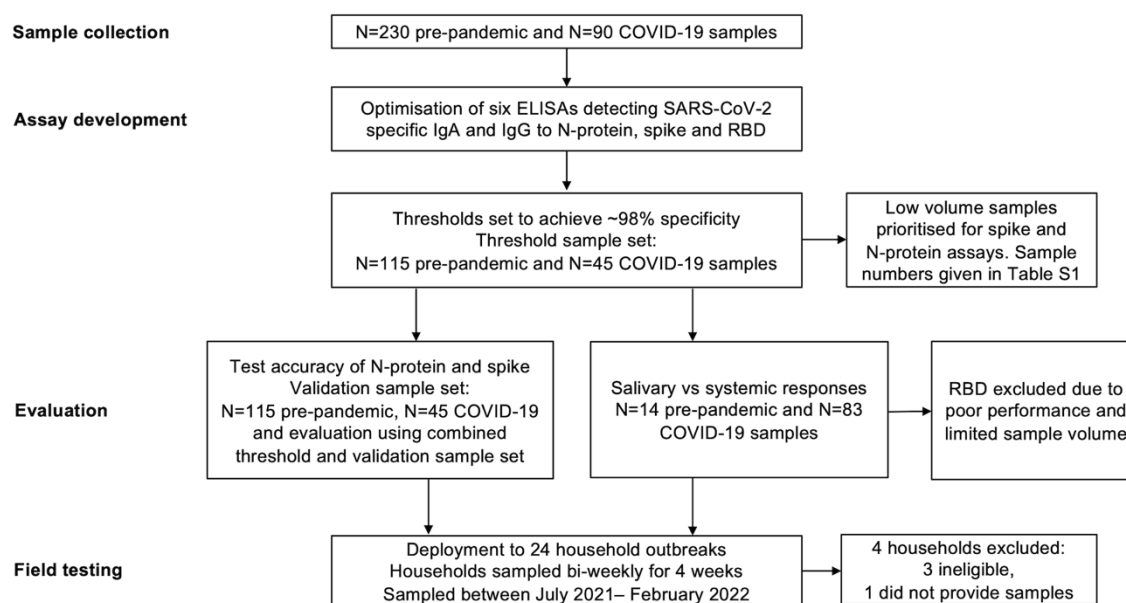 Sample collection
N=230 pre-pandemic and N=90 COVID-19 samples
Assay development
Optimisation of six ELISAs detecting SARS-CoV-2
specific IgA and IgG to N-protein, spike and RBD
Thresholds set to achieve ~98% specificity
Threshold sample set:
N=115 pre-pandemic and N=45 COVID-19 samples
Low volume samples
prioritised for spike and
N-protein assays. Sample
numbers given in Table S1
Evaluation
Test accuracy of N-protein and spike
Validation sample set:
N=115 pre-pandemic, N=45 COVID-19
and evaluation using combined
threshold and validation sample set
Salivary vs systemic responses
N=14 pre-pandemic and N=83
COVID-19 samples
RBD excluded due to
poor performance and
limited sample volume
Field testing
Deployment to 24 household outbreaks
Households sampled bi-weekly for 4 weeks
Sampled between July 2021– February 2022
4 households excluded:
3 ineligible,
1 did not provide samples